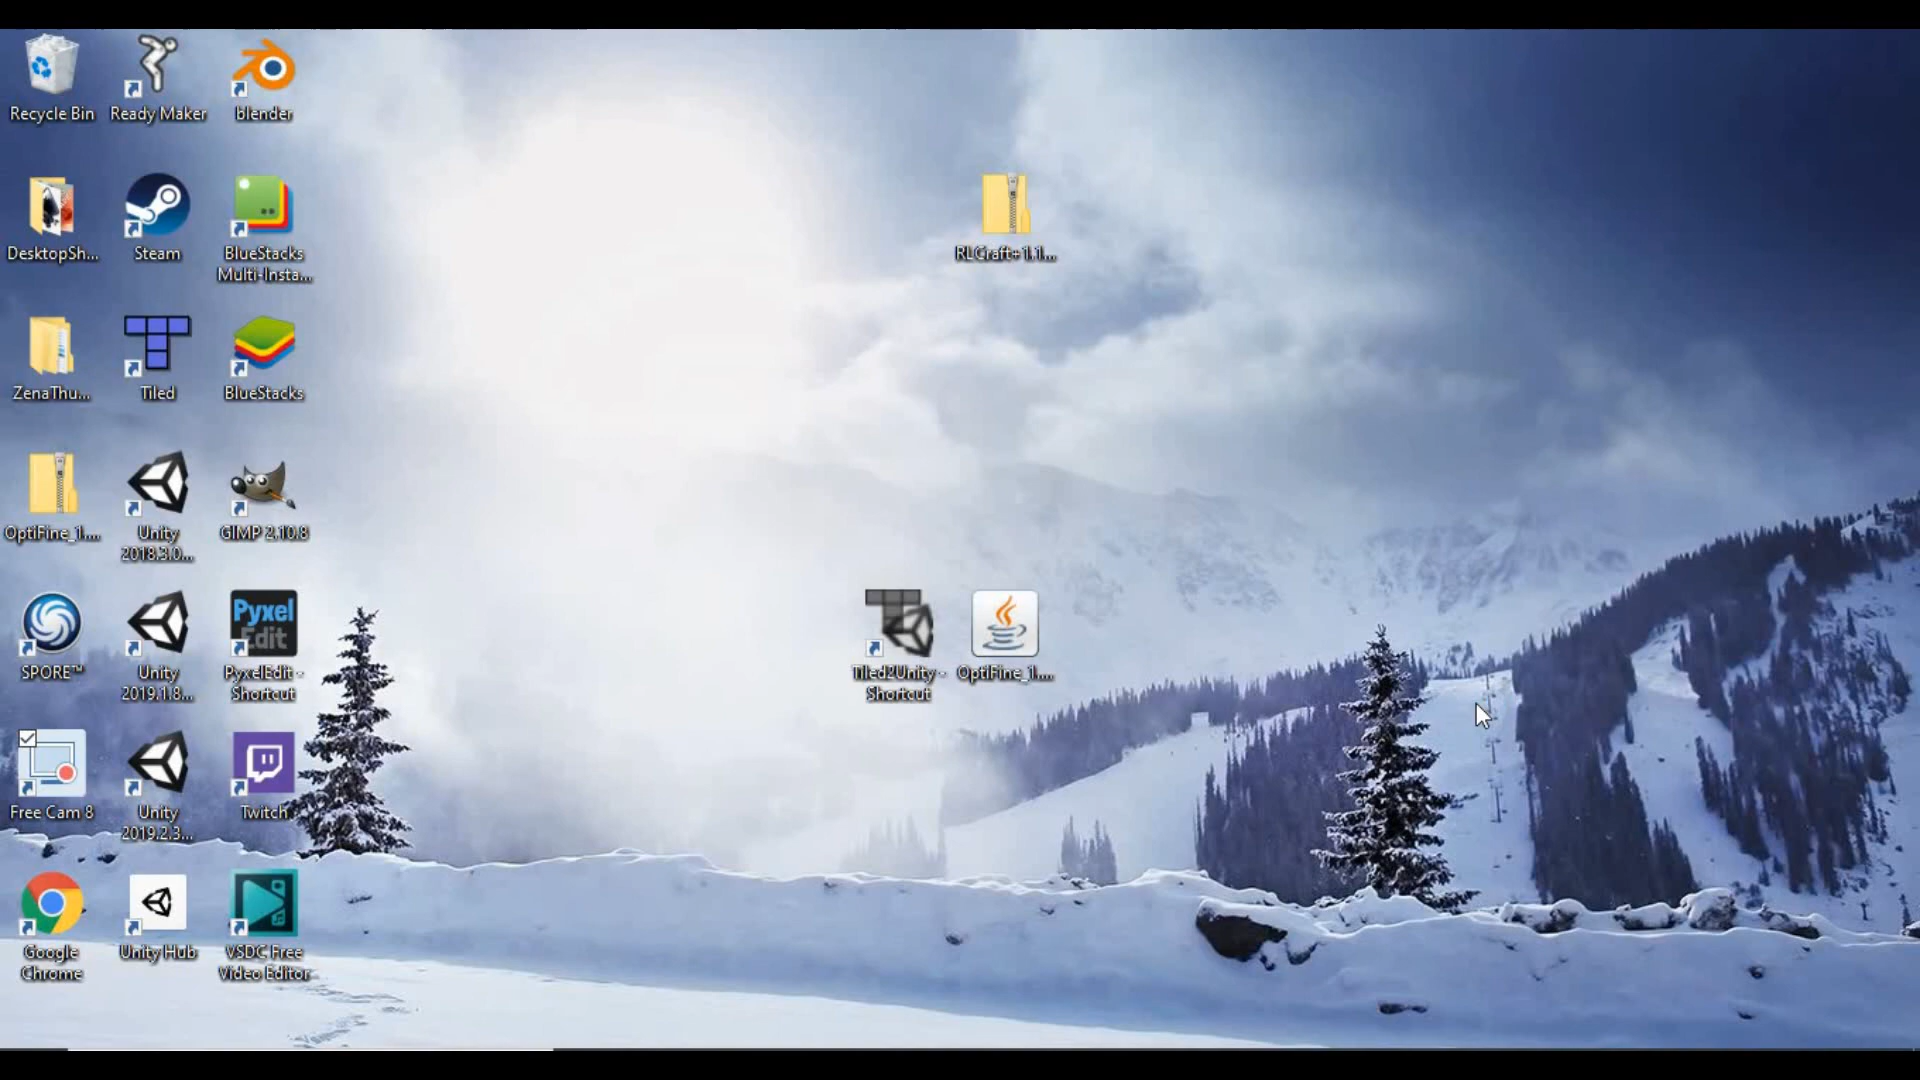 Recycle Bin
Ready Maker
blender
DesktopSh...
Steam
BlueStacks
Multi-Insta...
RLCraft+ 1.1...
ZenaThu...
Tiled
BlueStacks
OptiFine_1....
Unity
2018.3.0...
GIMP 2.10.8
SPORE™
Unity
2019.1.8...
Pyxel
Edit
PyxelEdit -
Shortcut
Tiled2Unity -
Shortcut
OptiFine_1....
Free Cam 8
Unity
2019.2.3...
Twitch
Google
Chrome
Unity Hub
VSDC Free
Video Editor